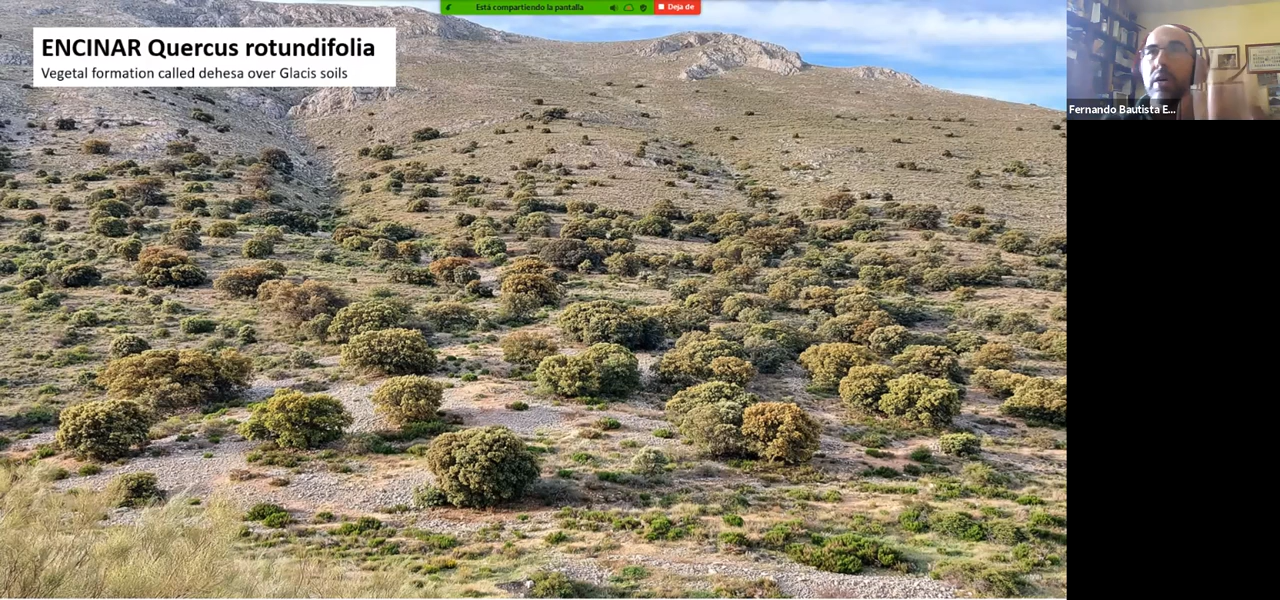 Está compartiendo la pantalla
Deja de
ENCINAR Quercus rotundifolia
Vegetal formation called dehesa over Glacis soils
Fernando Bautista E...